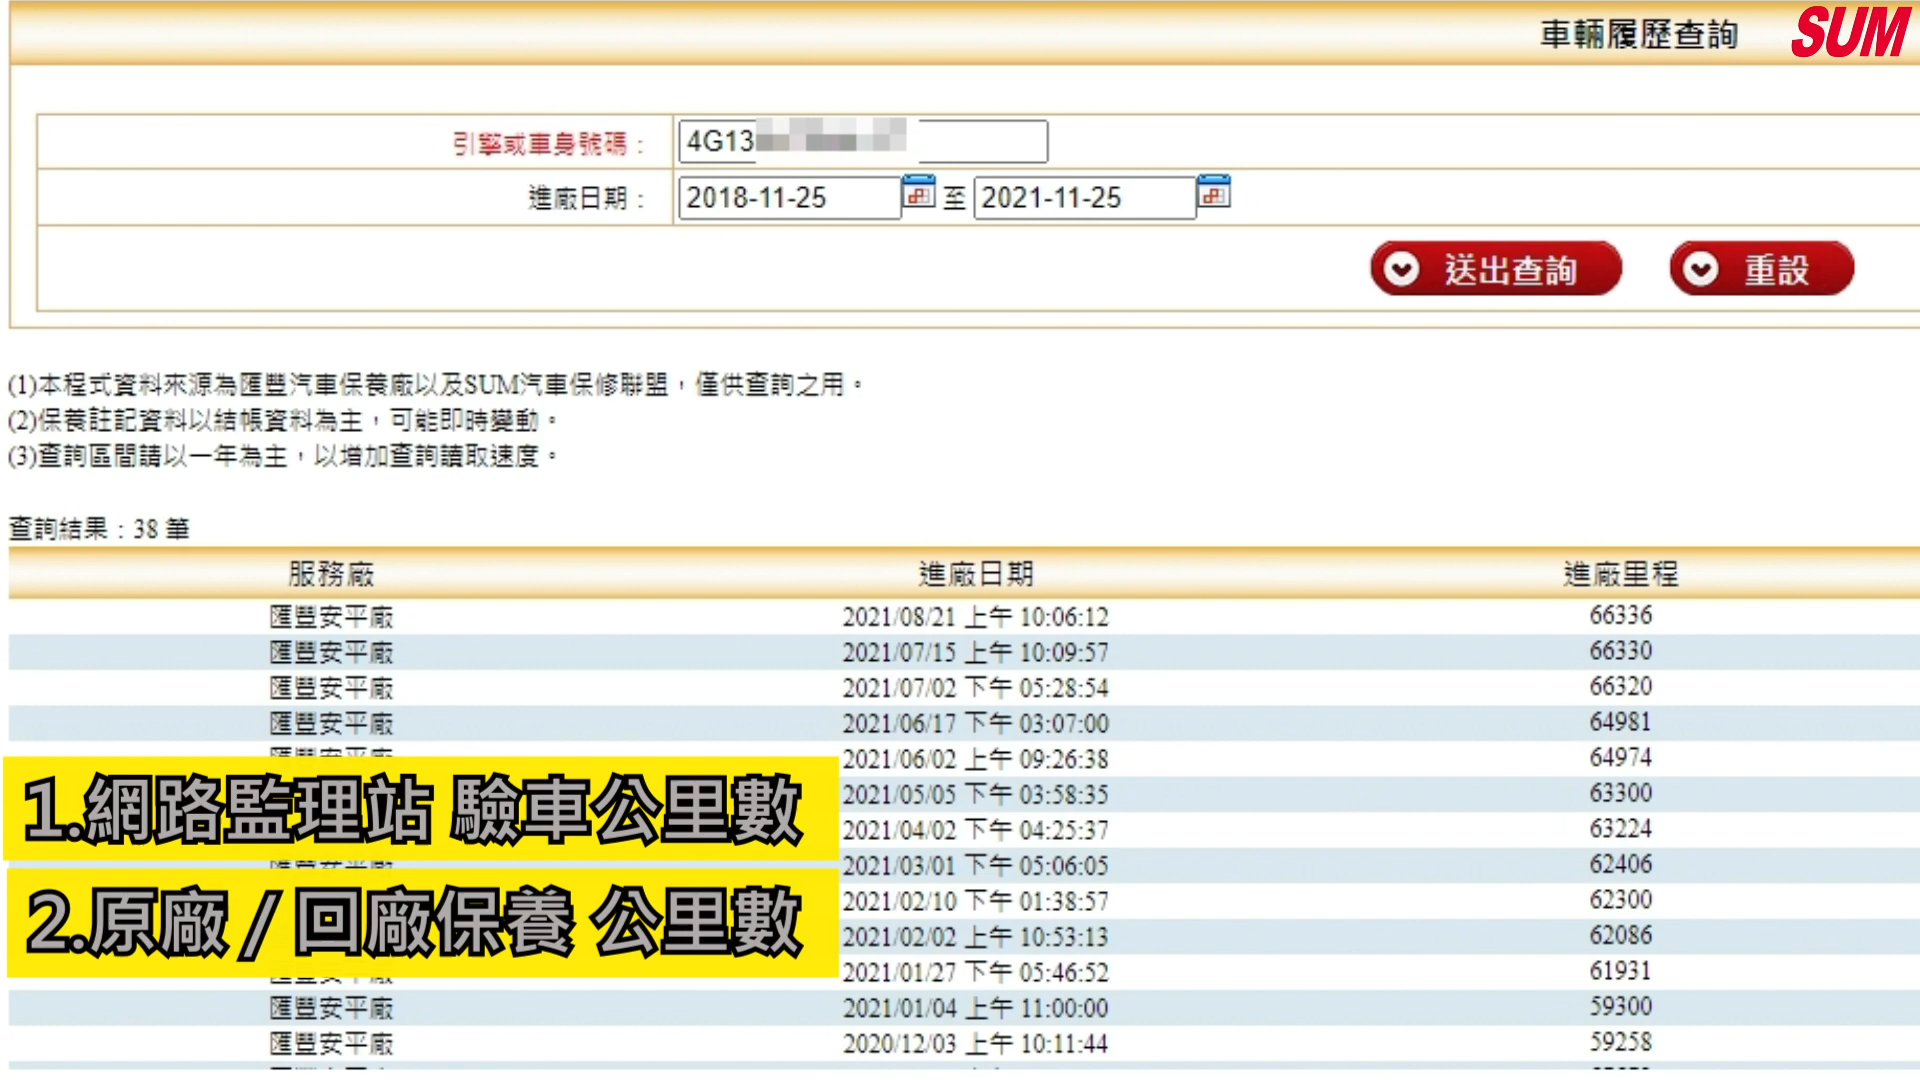 車輛履歷查詢 SUM
引擎或車身號碼： 4G13
進廠日期： 2018-11-25 至 2021-11-25
送出查詢 重設
(1)本程式資料來源為匯豐汽車保養廠以及SUM汽車保修聯盟，僅供查詢之用。
(2)保養註記資料以結帳資料為主，可能即時變動。
(3)查詢區間請以一年為主，以增加查詢讀取速度。
查詢結果：38 筆
服務廠 進廠日期 進廠里程
匯豐安平廠 2021/08/21 上午 10:06:12 66336
匯豐安平廠 2021/07/15 上午 10:09:57 66330
匯豐安平廠 2021/07/02 下午 05:28:54 66320
匯豐安平廠 2021/06/17 下午 03:07:00 64981
2021/06/02 上午 09:26:38 64974
2021/05/05 下午 03:58:35 63300
1.網路監理站 驗車公里數
2021/04/02 下午 04:25:37 63224
2021/03/01 下午 05:06:05 62406
2021/02/10 下午 01:38:57 62300
2.原廠/回廠保養 公里數
2021/02/02 上午 10:53:13 62086
2021/01/27 下午 05:46:52 61931
匯豐安平廠 2021/01/04 上午 11:00:00 59300
匯豐安平廠 2020/12/03 上午 10:11:44 59258